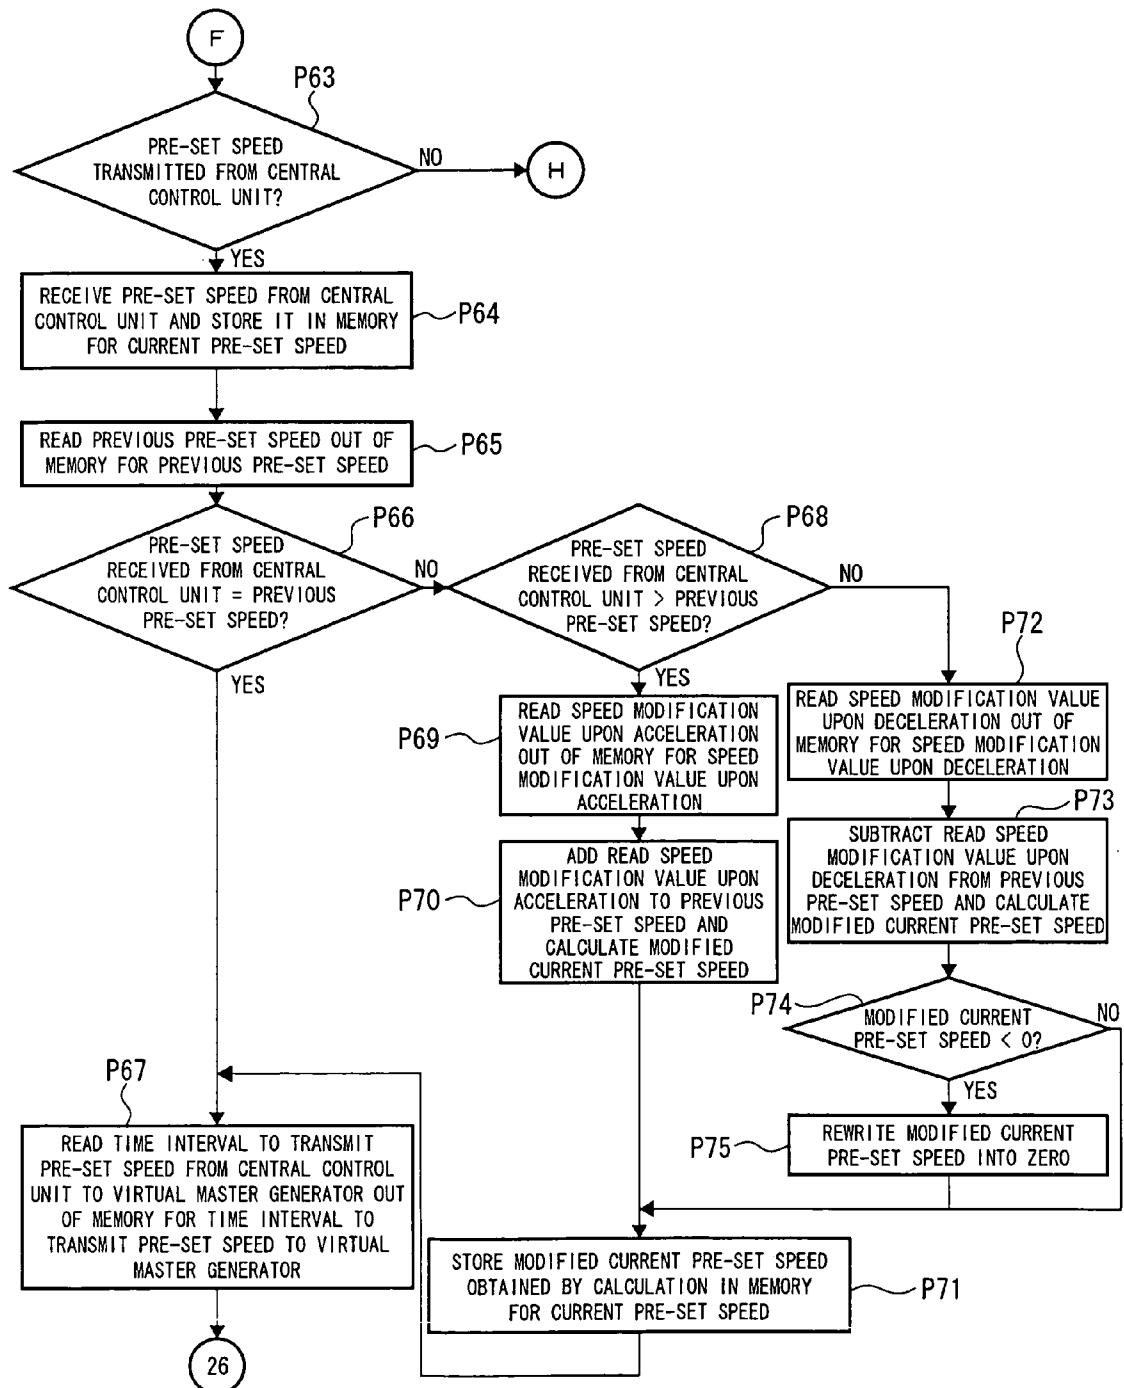 F
P63
PRE-SET SPEED
TRANSMITTED FROM CENTRAL
CONTROL UNIT?
NO
H
YES
RECEIVE PRE-SET SPEED FROM CENTRAL
CONTROL UNIT AND STORE IT IN MEMORY
FOR CURRENT PRE-SET SPEED
P64
READ PREVIOUS PRE-SET SPEED OUT OF
MEMORY FOR PREVIOUS PRE-SET SPEED
P65
P66
PRE-SET SPEED
RECEIVED FROM CENTRAL
CONTROL UNIT = PREVIOUS
PRE-SET SPEED?
NO
YES
P68
PRE-SET SPEED
RECEIVED FROM CENTRAL
CONTROL UNIT > PREVIOUS
PRE-SET SPEED?
NO
YES
P69
READ SPEED MODIFICATION
VALUE UPON ACCELERATION
OUT OF MEMORY FOR SPEED
MODIFICATION VALUE UPON
ACCELERATION
P72
READ SPEED MODIFICATION VALUE
UPON DECELERATION OUT OF
MEMORY FOR SPEED MODIFICATION
VALUE UPON DECELERATION
P70
ADD READ SPEED
MODIFICATION VALUE UPON
ACCELERATION TO PREVIOUS
PRE-SET SPEED AND
CALCULATE MODIFIED
CURRENT PRE-SET SPEED
P73
SUBTRACT READ SPEED
MODIFICATION VALUE UPON
DECELERATION FROM PREVIOUS
PRE-SET SPEED AND CALCULATE
MODIFIED CURRENT PRE-SET SPEED
P74
MODIFIED CURRENT
PRE-SET SPEED < 0?
NO
YES
P75
REWRITE MODIFIED CURRENT
PRE-SET SPEED INTO ZERO
P67
READ TIME INTERVAL TO TRANSMIT
PRE-SET SPEED FROM CENTRAL CONTROL
UNIT TO VIRTUAL MASTER GENERATOR OUT
OF MEMORY FOR TIME INTERVAL TO
TRANSMIT PRE-SET SPEED TO VIRTUAL
MASTER GENERATOR
STORE MODIFIED CURRENT PRE-SET SPEED
OBTAINED BY CALCULATION IN MEMORY
FOR CURRENT PRE-SET SPEED
P71
26